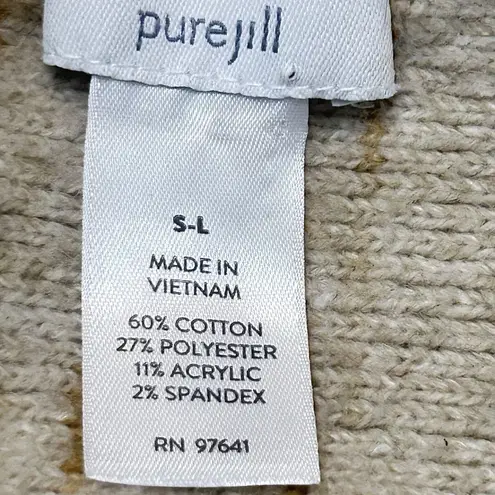 purejill
S-L
MADE IN
VIETNAM
60% COTTON
27% POLYESTER
11% ACRYLIC
2% SPANDEX
RN 97641